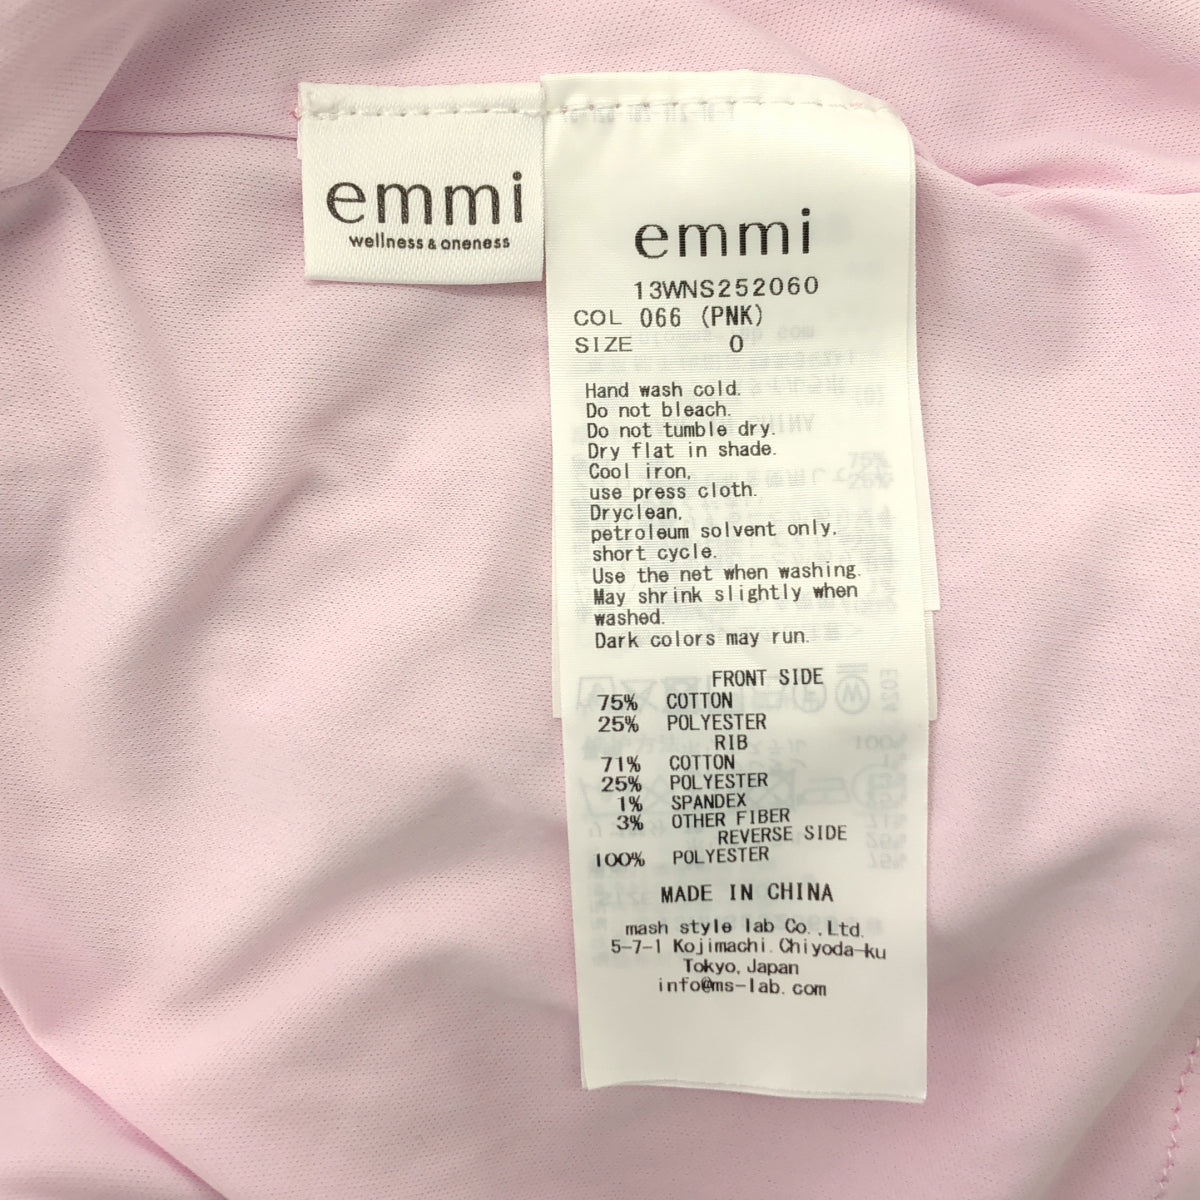 emmi
wellness & oneness
emmi
13WNS252060
COL 066 (PNK)
SIZE 0
Hand wash cold.
Do not bleach.
Do not tumble dry.
Dry flat in shade.
Cool iron,
use press cloth.
Dryclean,
petroleum solvent only.
short cycle.
Use the net when washing.
May shrink slightly when
washed.
Dark colors may run.
FRONT SIDE
75% COTTON
25% POLYESTER
RIB
71% COTTON
25% POLYESTER
1% SPANDEX
3% OTHER FIBER
REVERSE SIDE
100% POLYESTER
MADE IN CHINA
mash style lab Co.,Ltd.
5-7-1 Kojimachi. Chiyoda-ku
Tokyo, Japan
info@ms-lab.com